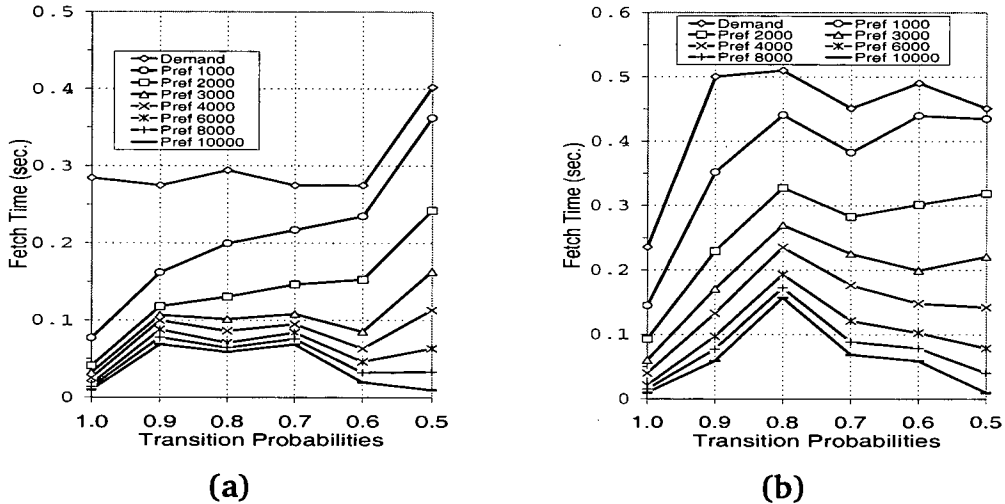 0.5
0.4
0.3
0.2
0.1
0
Fetch Time (sec.)
Demand
Pref 1000
Pref 2000
Pref 3000
Pref 4000
Pref 6000
Pref 8000
Pref 10000
1.0 0.9 0.8 0.7 0.6 0.5
Transition Probabilities
(a)
0.6
0.5
0.4
0.3
0.2
0.1
0
Fetch Time (sec.)
Demand Pref 1000
Pref 2000 Pref 3000
Pref 4000 Pref 6000
Pref 8000 Pref 10000
1.0 0.9 0.8 0.7 0.6 0.5
Transition Probabilities
(b)